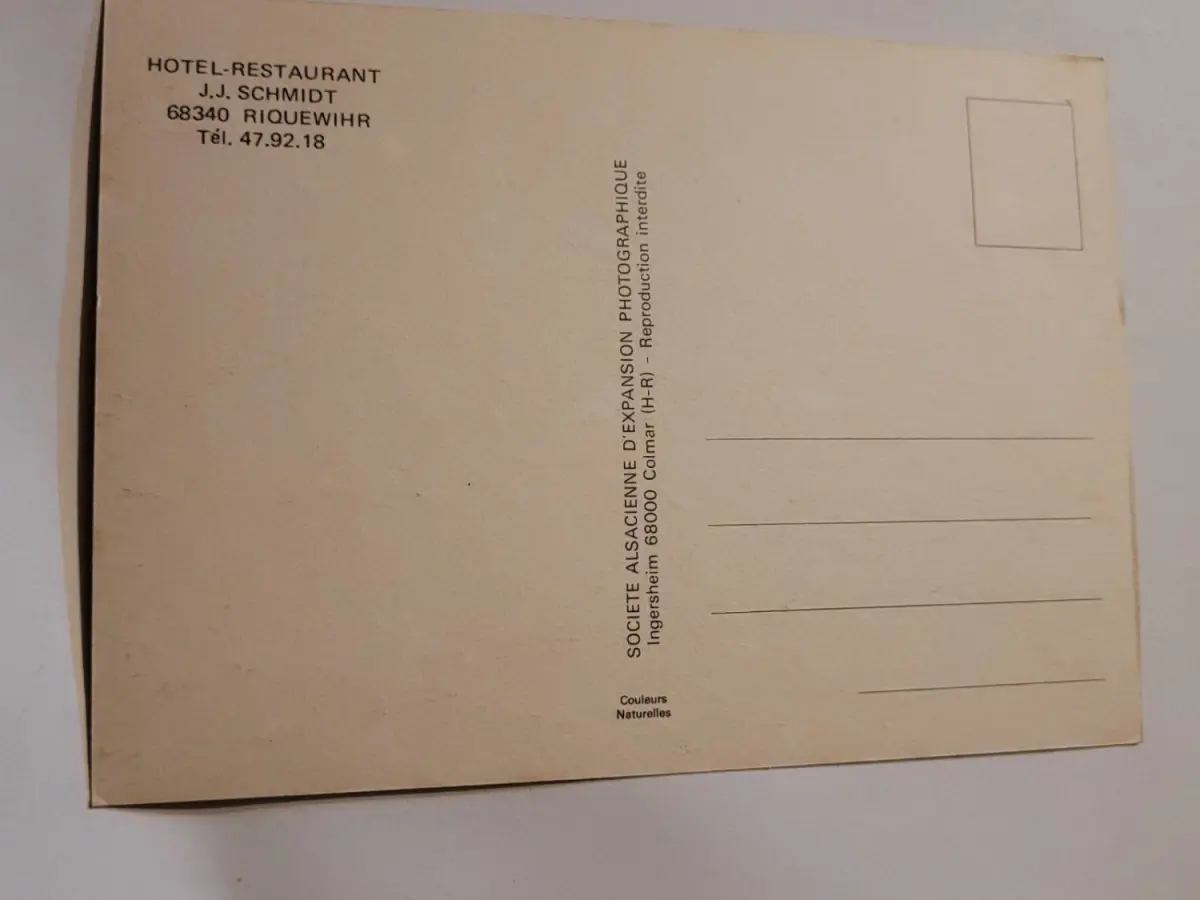 HOTEL-RESTAURANT
J.J. SCHMIDT
68340 RIQUEWIHR
Tél. 47.92.18
SOCIETE ALSACIENNE D'EXPANSION PHOTOGRAPHIQUE
Ingersheim 68000 Colmar (H-R) - Reproduction interdite
Couleurs
Naturelles